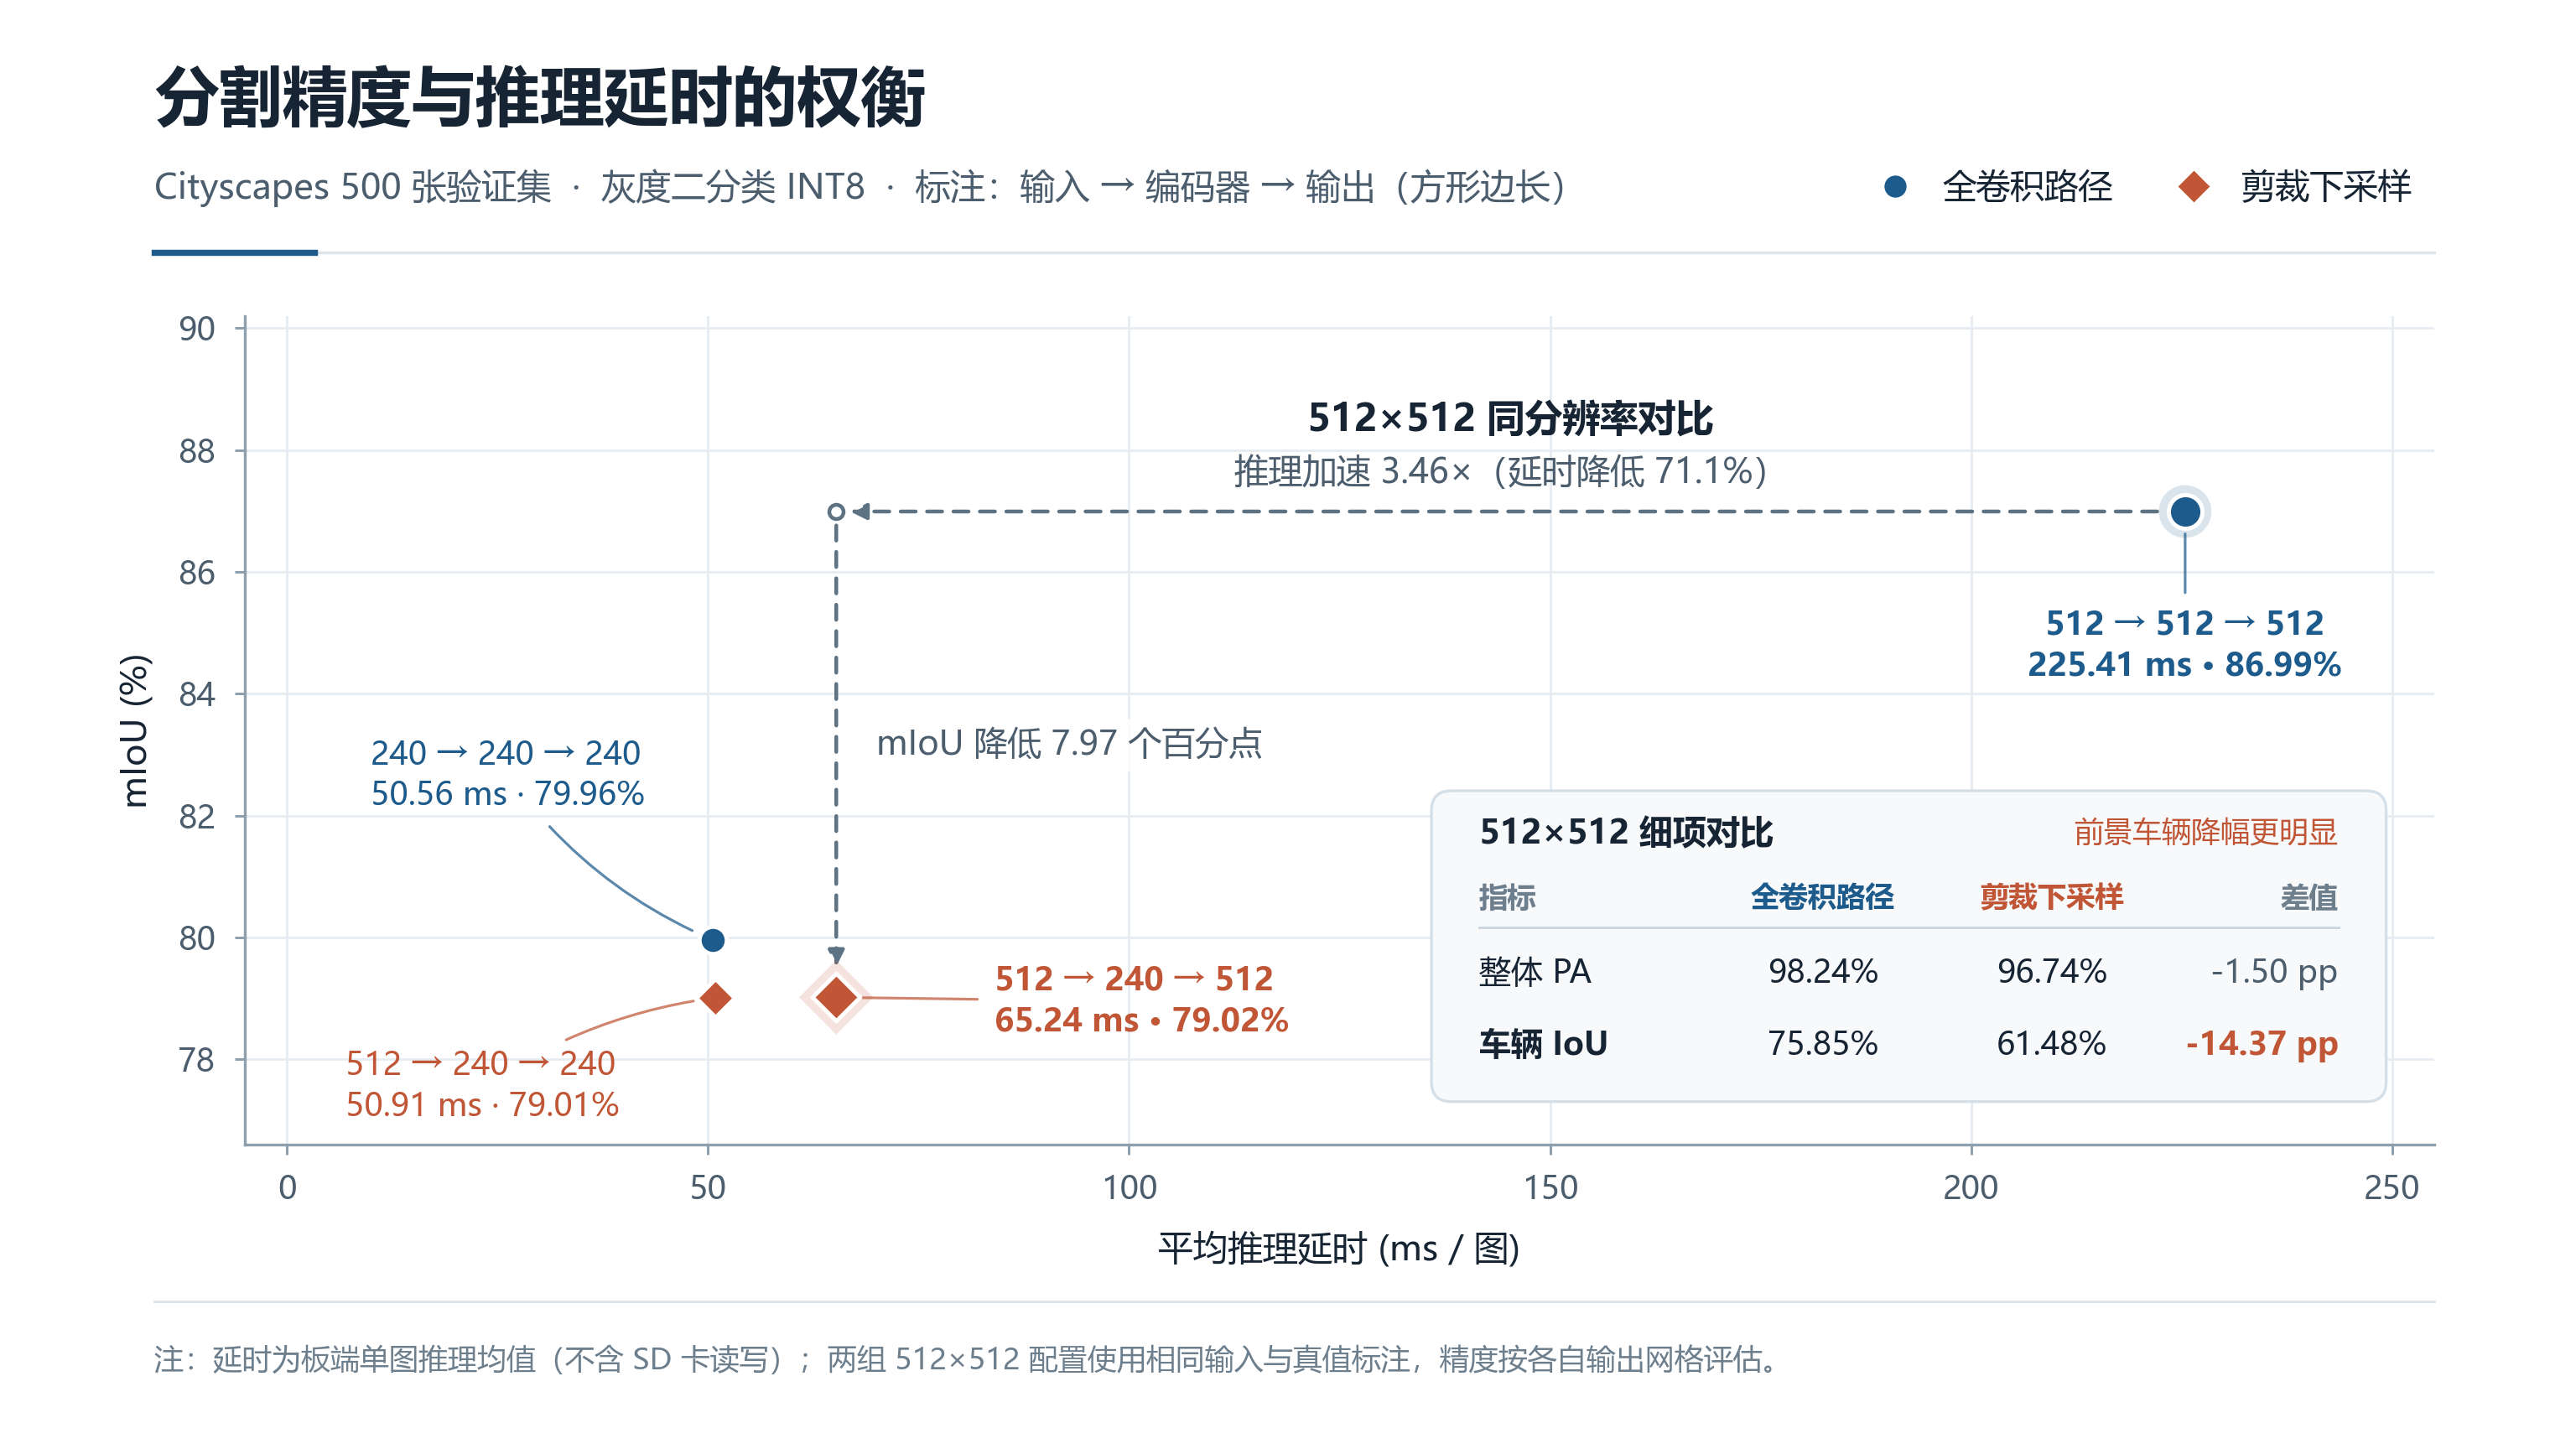 分割精度与推理延时的权衡
Cityscapes 500 张验证集 · 灰度二分类 INT8 · 标注：输入 → 编码器 → 输出（方形边长）
全卷积路径
剪裁下采样
mIoU (%)
90
88
86
84
82
80
78
512×512 同分辨率对比
推理加速 3.46×（延时降低 71.1%）
512 → 512 → 512
225.41 ms • 86.99%
mIoU 降低 7.97 个百分点
240 → 240 → 240
50.56 ms · 79.96%
512 → 240 → 512
65.24 ms • 79.02%
512 → 240 → 240
50.91 ms · 79.01%
512×512 细项对比 前景车辆降幅更明显
指标 全卷积路径 剪裁下采样 差值
整体 PA 98.24% 96.74% -1.50 pp
车辆 IoU 75.85% 61.48% -14.37 pp
0 50 100 150 200 250
平均推理延时 (ms / 图)
注：延时为板端单图推理均值（不含 SD 卡读写）；两组 512×512 配置使用相同输入与真值标注，精度按各自输出网格评估。